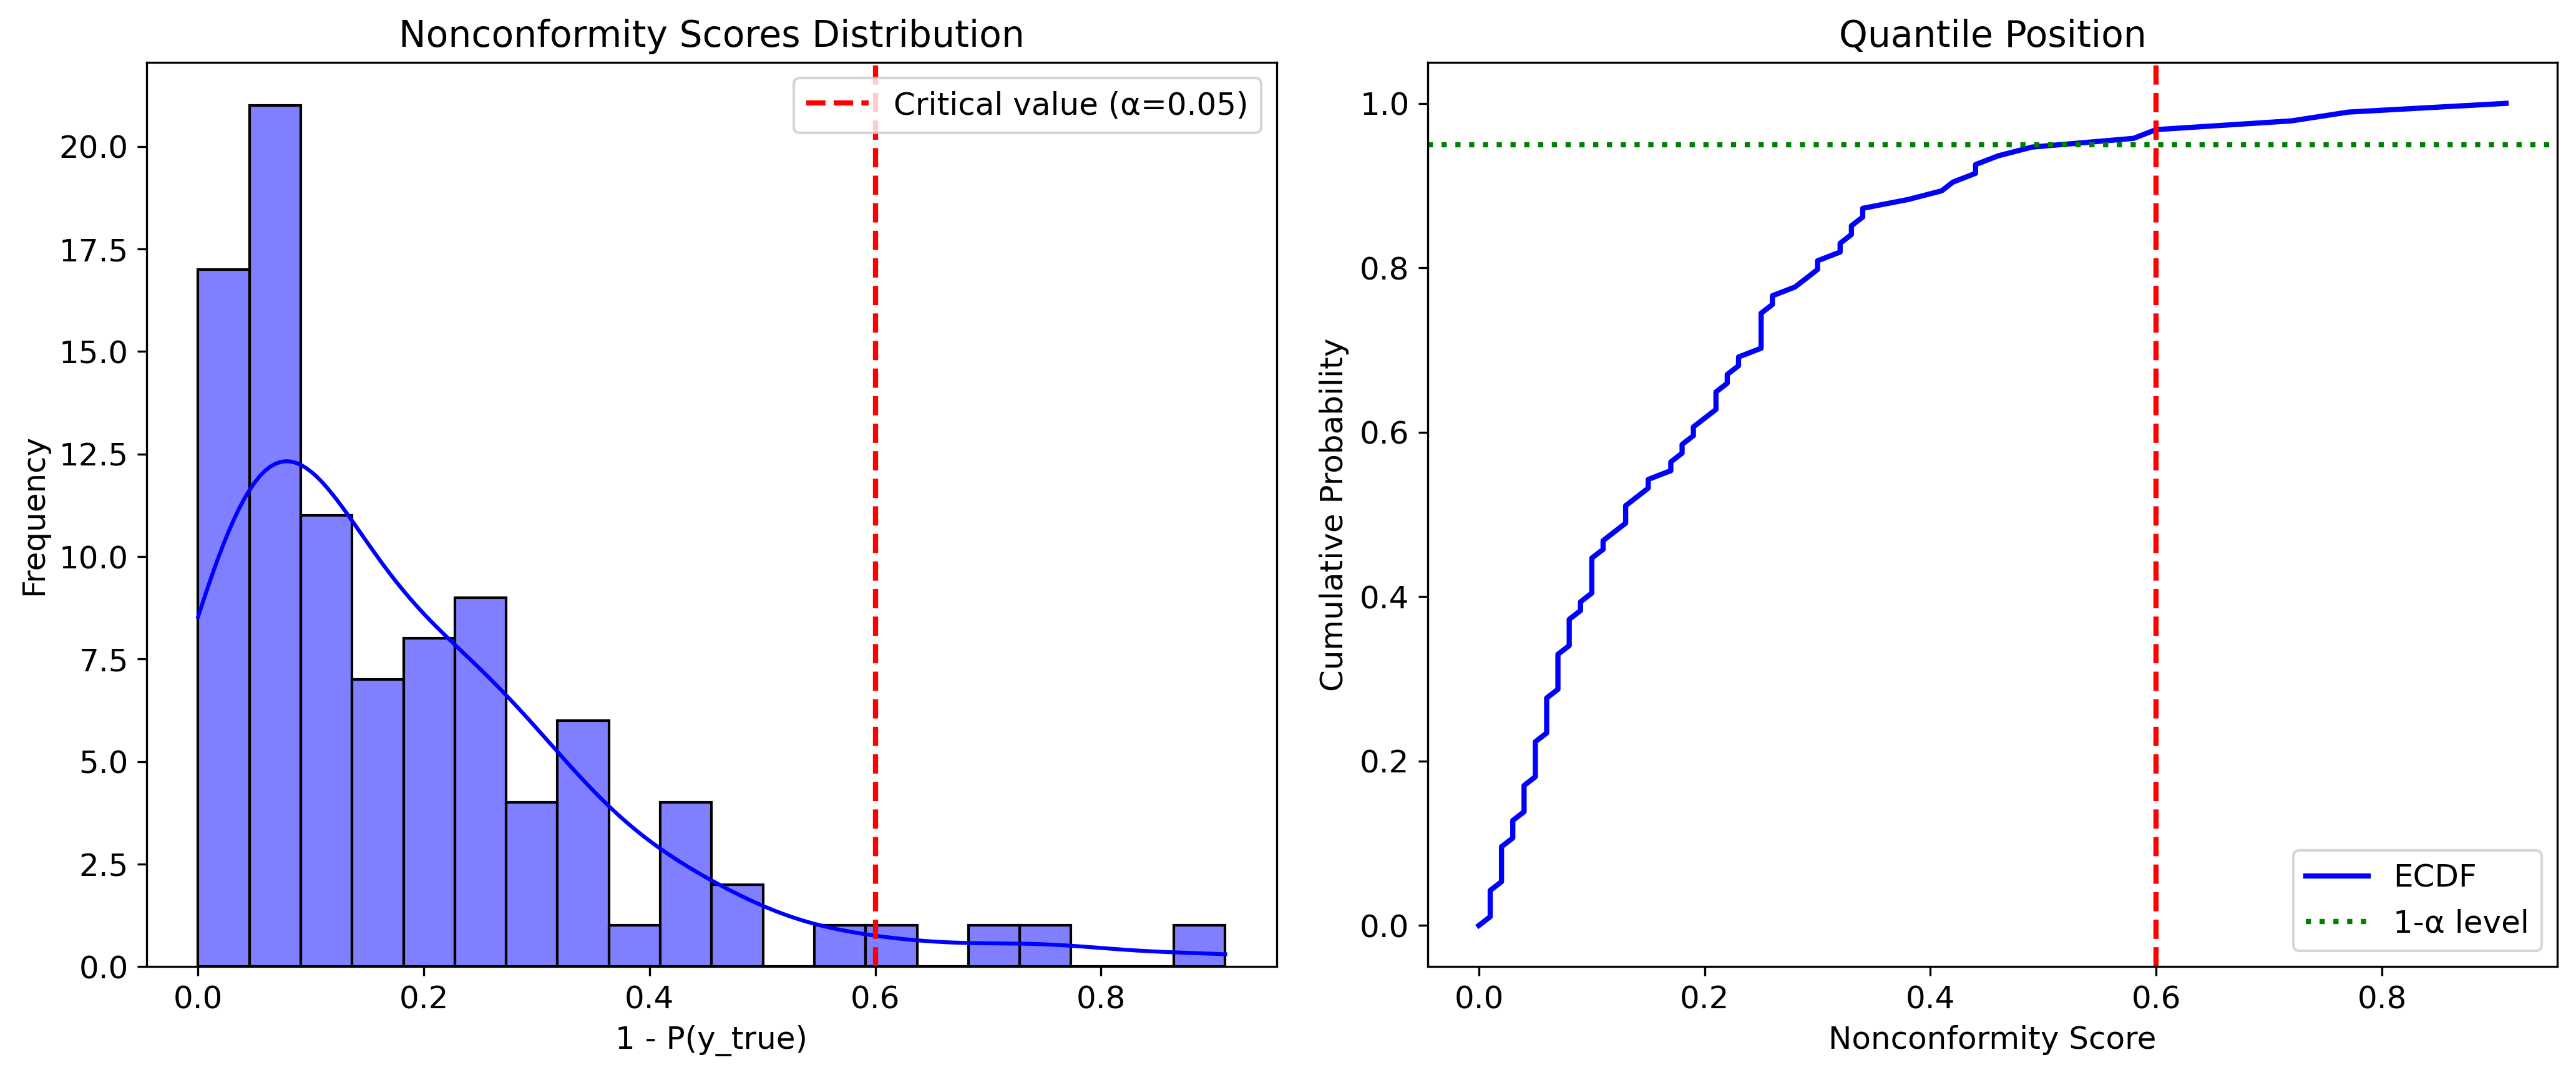 Nonconformity Scores Distribution
Frequency
20.0
17.5
15.0
12.5
10.0
7.5
5.0
2.5
0.0
Critical value (α=0.05)
0.0 0.2 0.4 0.6 0.8
1 - P(y_true)
Quantile Position
Cumulative Probability
1.0
0.8
0.6
0.4
0.2
0.0
ECDF
1-α level
0.0 0.2 0.4 0.6 0.8
Nonconformity Score